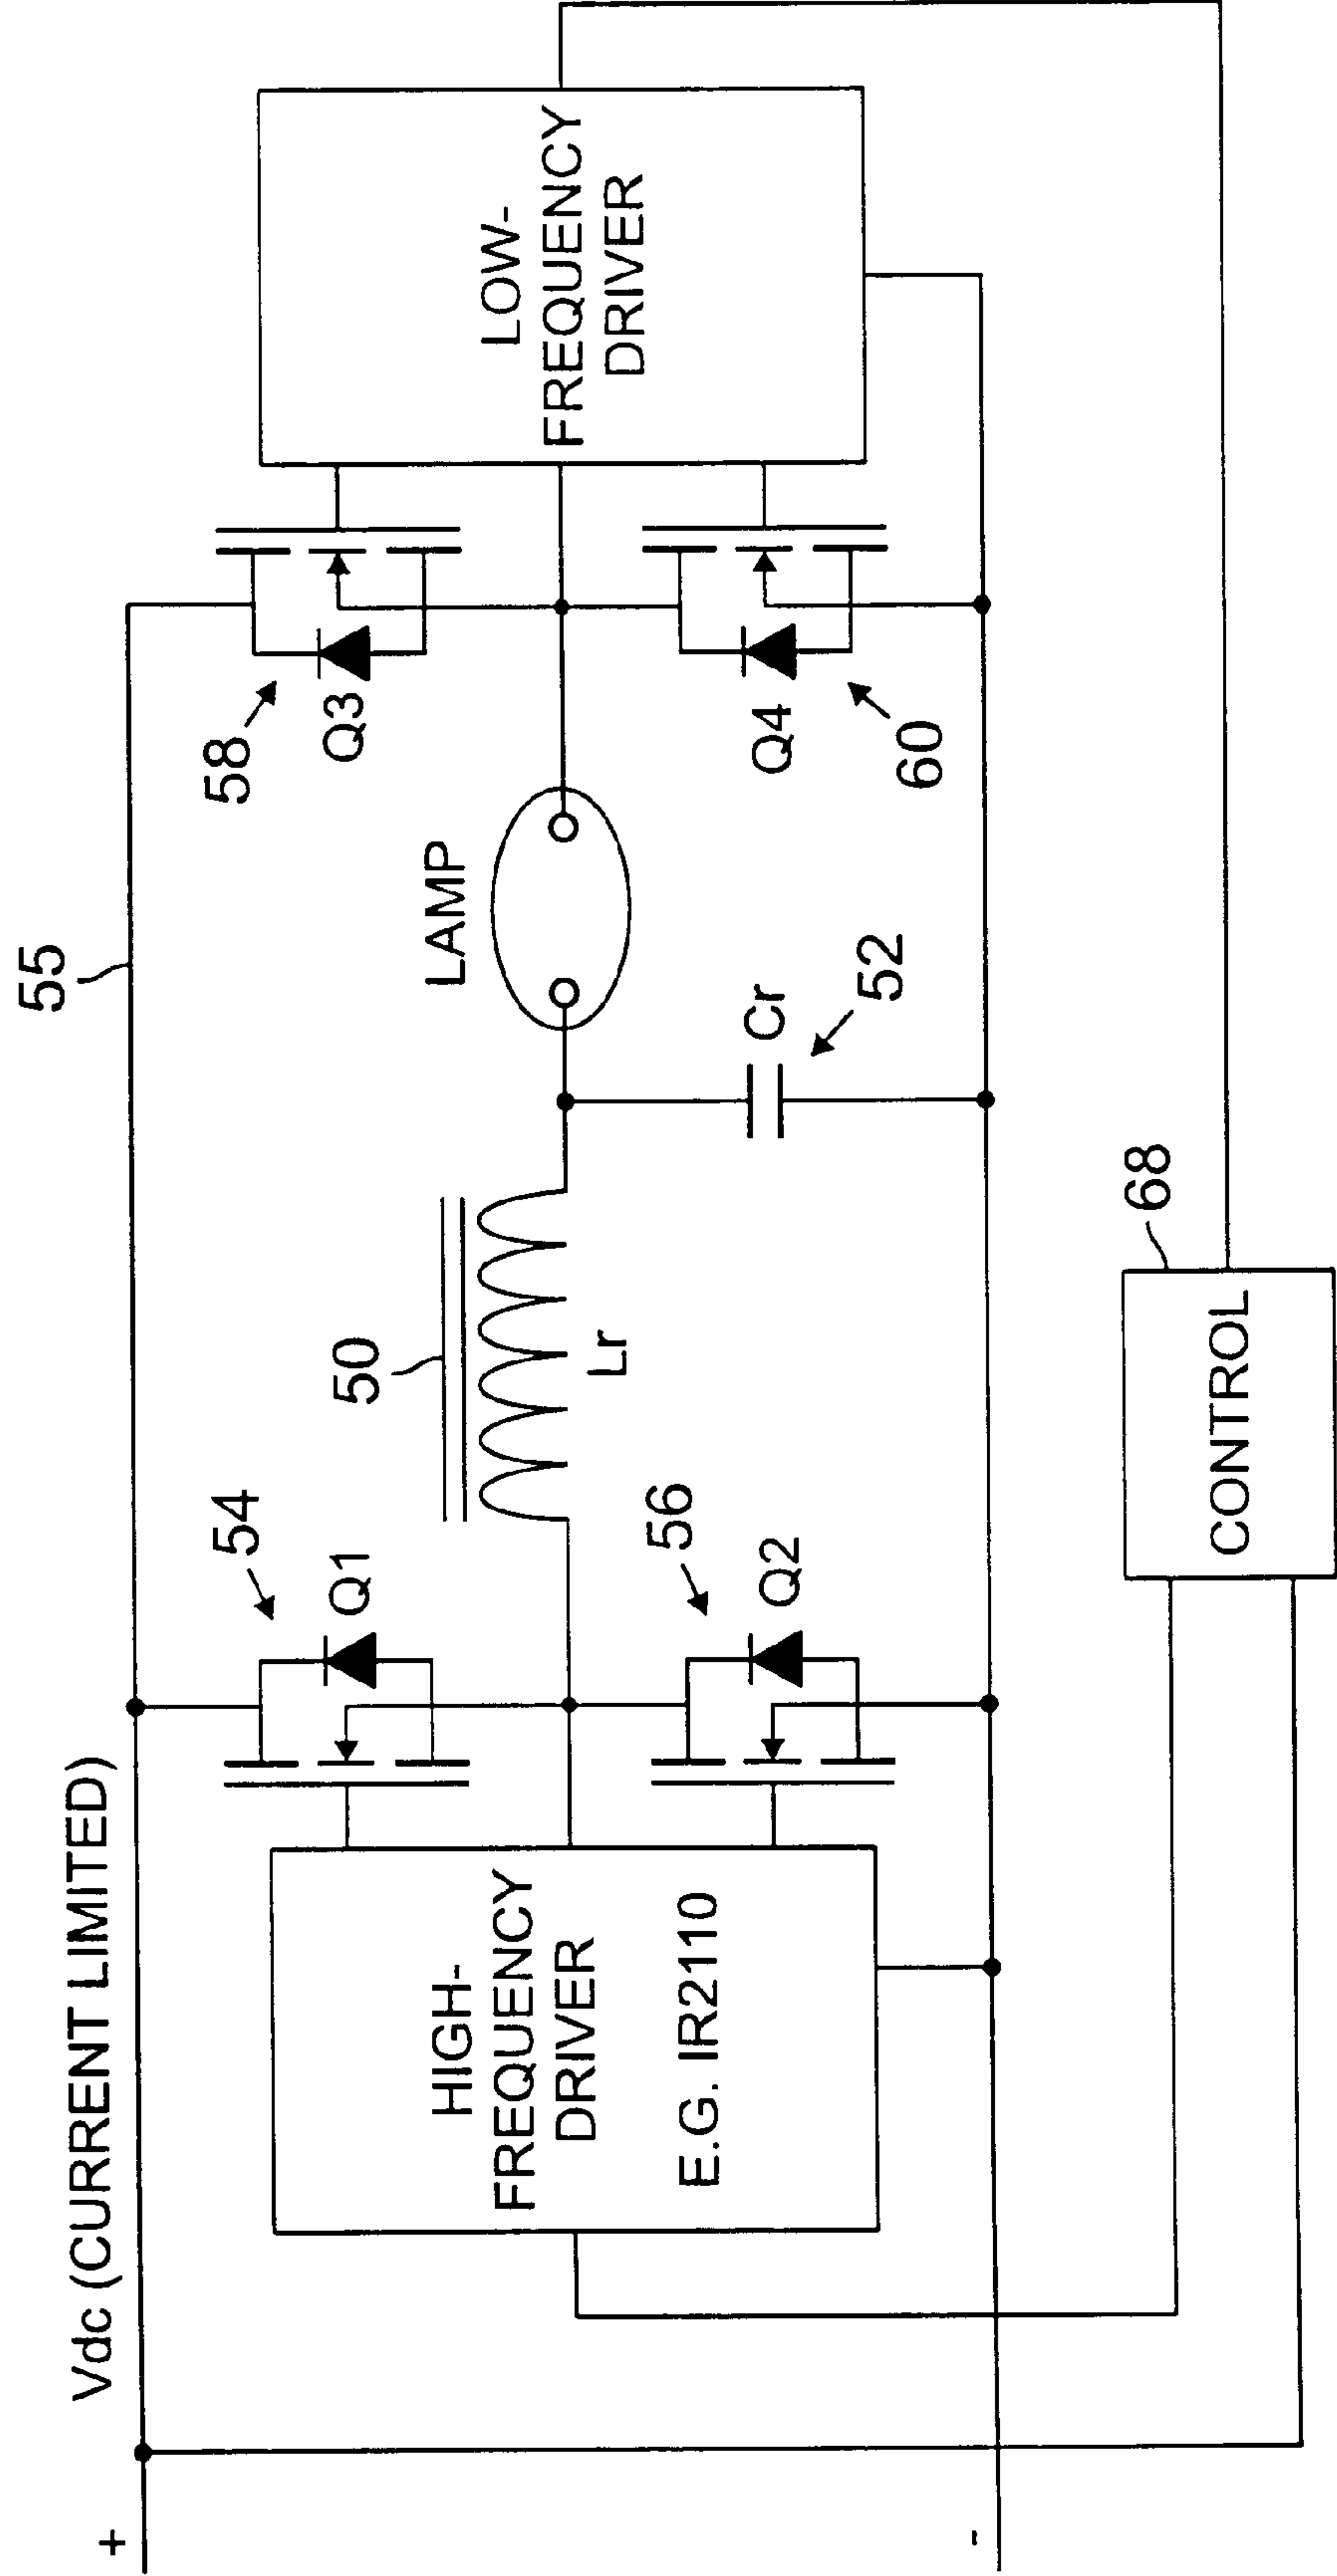 Vdc (CURRENT LIMITED)
55
+
-
54
Q1
50
Lr
LAMP
58
Q3
HIGH-
FREQUENCY
DRIVER
E.G. IR2110
56
Q2
Cr
52
Q4
60
LOW-
FREQUENCY
DRIVER
CONTROL
68